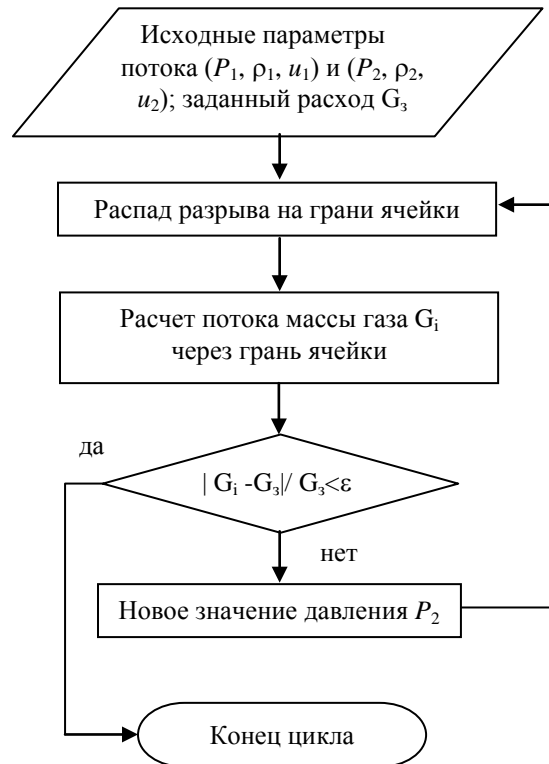 Исходные параметры
потока (P₁, ρ₁, u₁) и (P₂, ρ₂,
u₂); заданный расход Gз
Распад разрыва на грани ячейки
Расчет потока массы газа Gᵢ
через грань ячейки
да
| Gᵢ -Gз|/ Gз<ε
нет
Новое значение давления P₂
Конец цикла